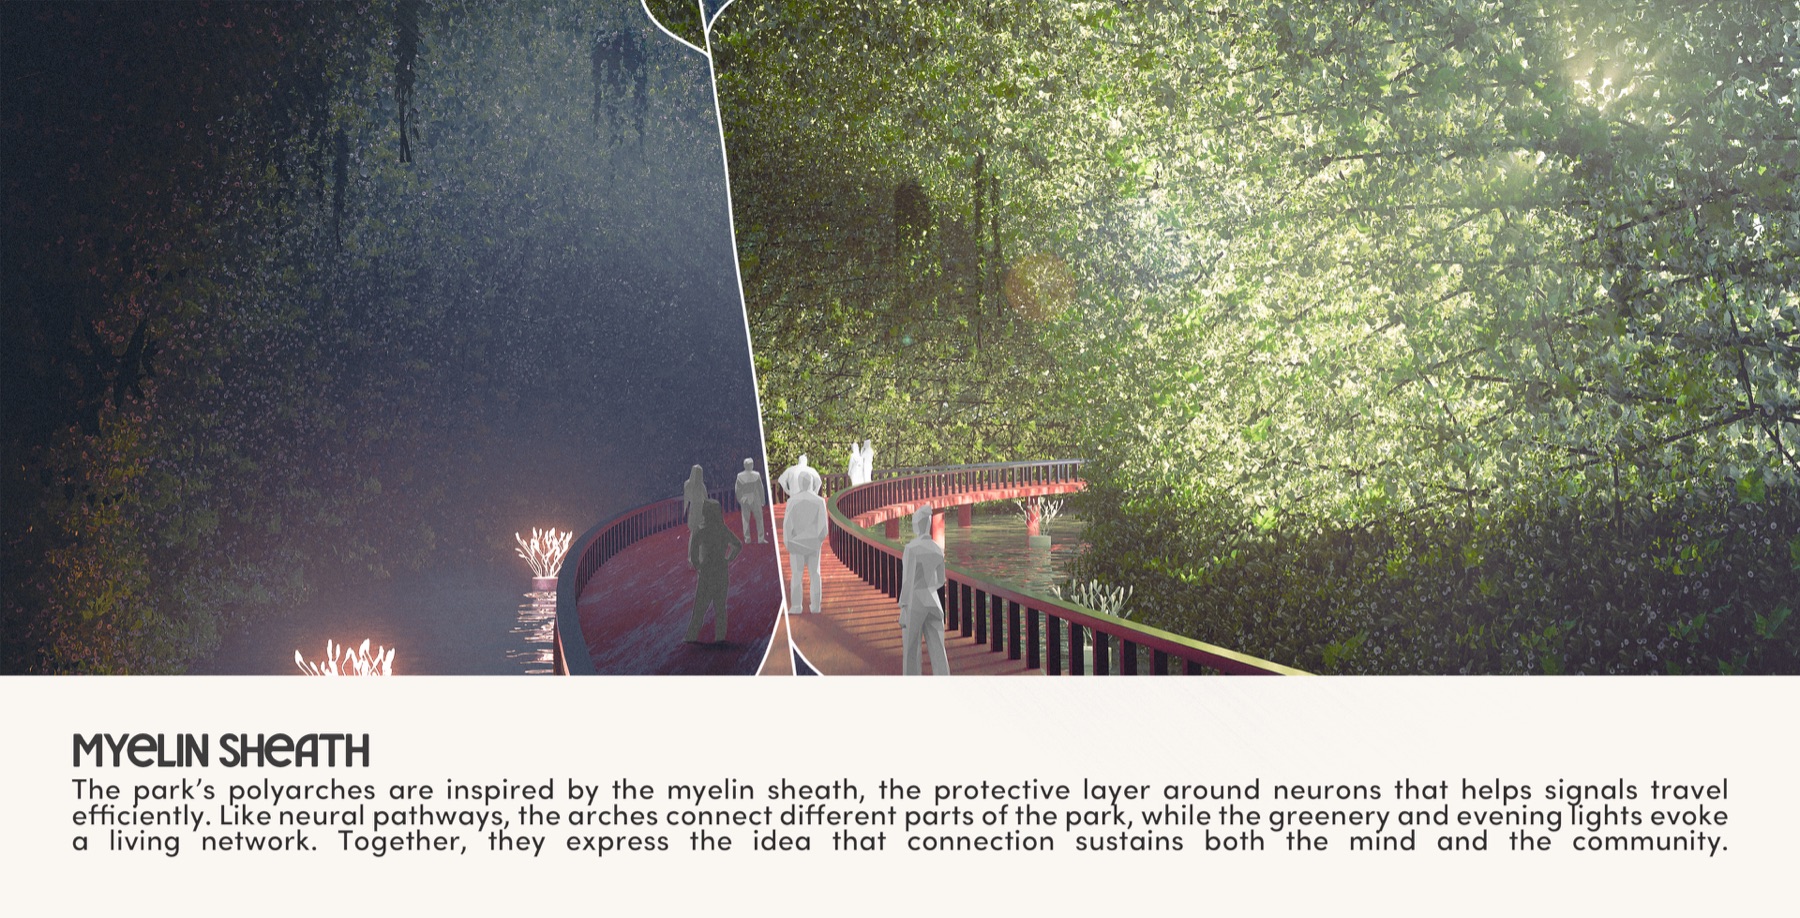 MYeLIN SHeATH
The park’s polyarches are inspired by the myelin sheath, the protective layer around neurons that helps signals travel
efficiently. Like neural pathways, the arches connect different parts of the park, while the greenery and evening lights evoke
a living network. Together, they express the idea that connection sustains both the mind and the community.